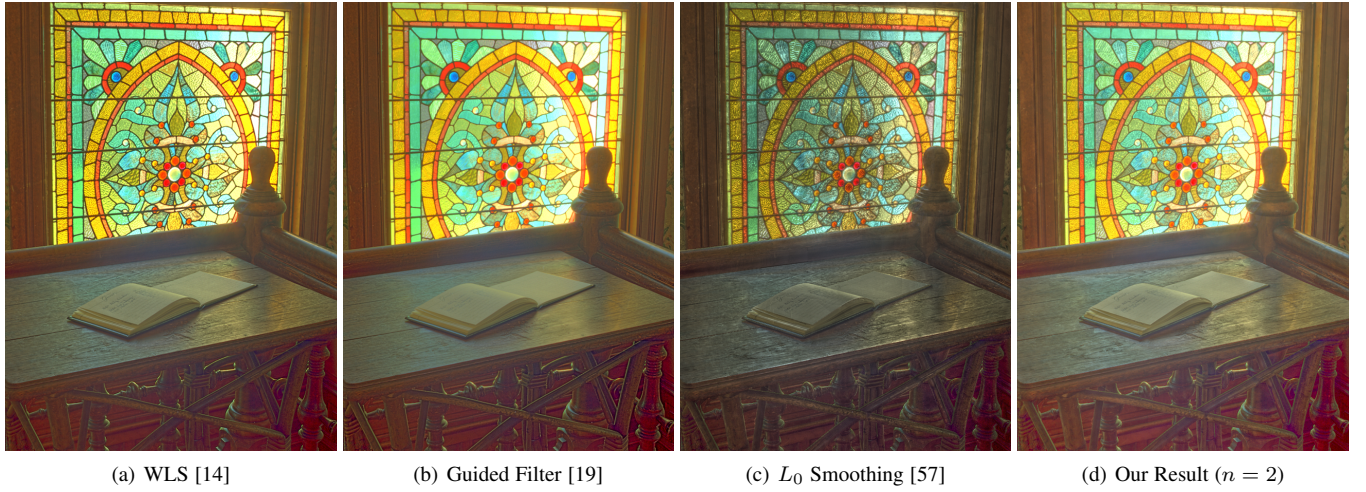 (a) WLS [14]
(b) Guided Filter [19]
(c) L₀ Smoothing [57]
(d) Our Result (n = 2)